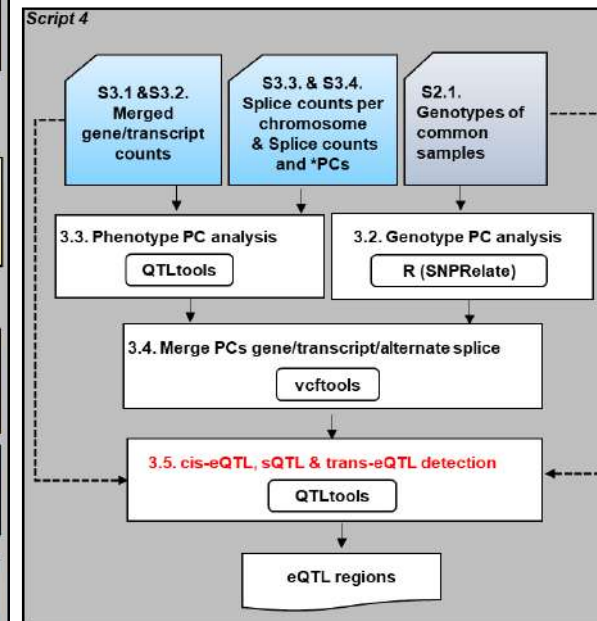 Script 4
S3.1 &S3.2.
Merged
gene/transcript
counts
S3.3. & S3.4.
Splice counts per
chromosome
& Splice counts
and *PCs
S2.1.
Genotypes of
common
samples
3.3. Phenotype PC analysis
QTLtools
3.2. Genotype PC analysis
R (SNPRelate)
3.4. Merge PCs gene/transcript/alternate splice
vcftools
3.5. cis-eQTL, sQTL & trans-eQTL detection
QTLtools
eQTL regions